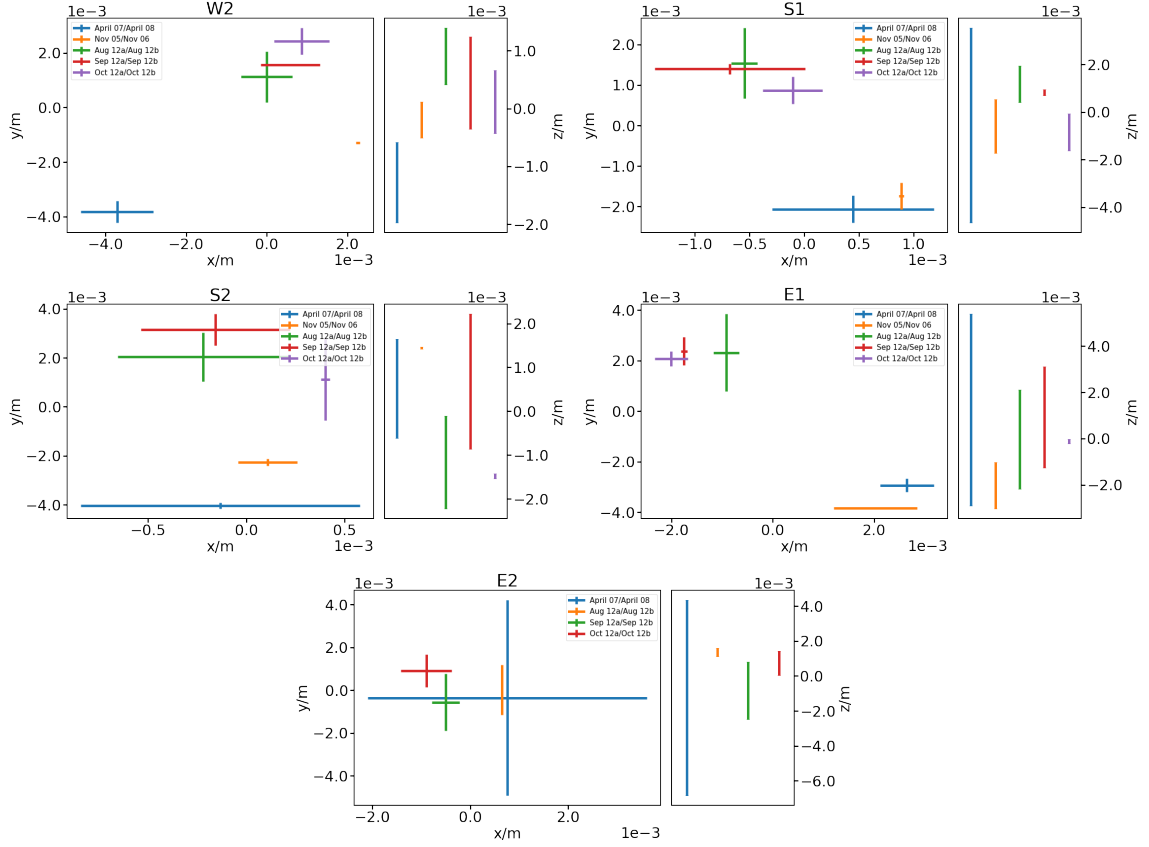 W2
1e−3
1e−3
April 07/April 08
Nov 05/Nov 06
Aug 12a/Aug 12b
Sep 12a/Sep 12b
Oct 12a/Oct 12b
2.0
0.0
−2.0
−4.0
y/m
−4.0
−2.0
0.0
2.0
x/m
1e−3
1.0
0.0
−1.0
−2.0
z/m
S1
1e−3
1e−3
April 07/April 08
Nov 05/Nov 06
Aug 12a/Aug 12b
Sep 12a/Sep 12b
Oct 12a/Oct 12b
2.0
1.0
0.0
−1.0
−2.0
y/m
−1.0
−0.5
0.0
0.5
1.0
x/m
1e−3
2.0
0.0
−2.0
−4.0
z/m
S2
1e−3
1e−3
April 07/April 08
Nov 05/Nov 06
Aug 12a/Aug 12b
Sep 12a/Sep 12b
Oct 12a/Oct 12b
4.0
2.0
0.0
−2.0
−4.0
y/m
−0.5
0.0
0.5
x/m
1e−3
2.0
1.0
0.0
−1.0
−2.0
z/m
E1
1e−3
1e−3
April 07/April 08
Nov 05/Nov 06
Aug 12a/Aug 12b
Sep 12a/Sep 12b
Oct 12a/Oct 12b
4.0
2.0
0.0
−2.0
−4.0
y/m
−2.0
0.0
2.0
x/m
1e−3
4.0
2.0
0.0
−2.0
z/m
E2
1e−3
1e−3
April 07/April 08
Aug 12a/Aug 12b
Sep 12a/Sep 12b
Oct 12a/Oct 12b
4.0
2.0
0.0
−2.0
−4.0
y/m
−2.0
0.0
2.0
x/m
1e−3
4.0
2.0
0.0
−2.0
−4.0
−6.0
z/m